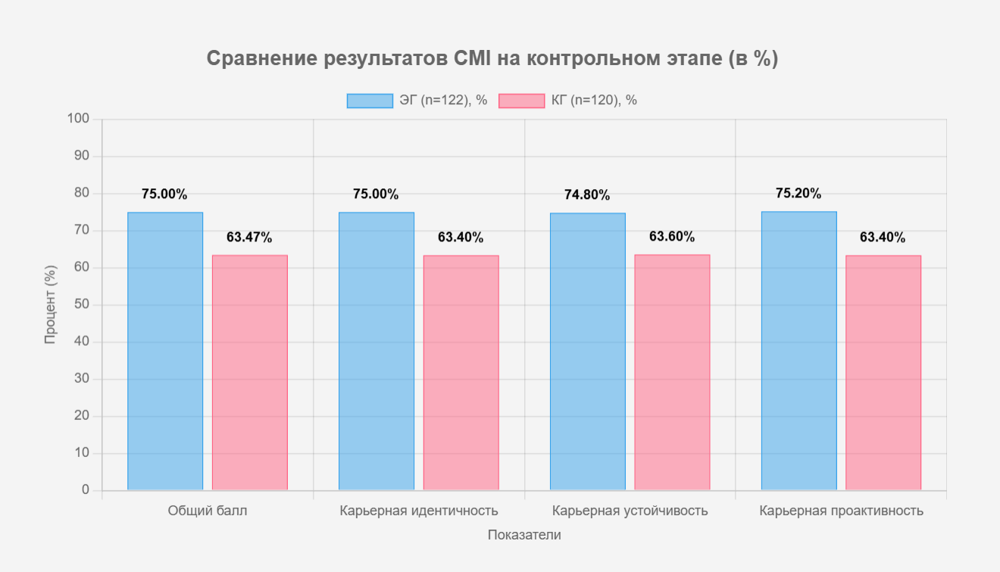 Сравнение результатов CMI на контрольном этапе (в %)
ЭГ (n=122), % КГ (n=120), %
100
90
80
70
60
50
40
30
20
10
0
Процент (%)
75.00% 63.47% 75.00% 63.40% 74.80% 63.60% 75.20% 63.40%
Общий балл Карьерная идентичность Карьерная устойчивость Карьерная проактивность
Показатели